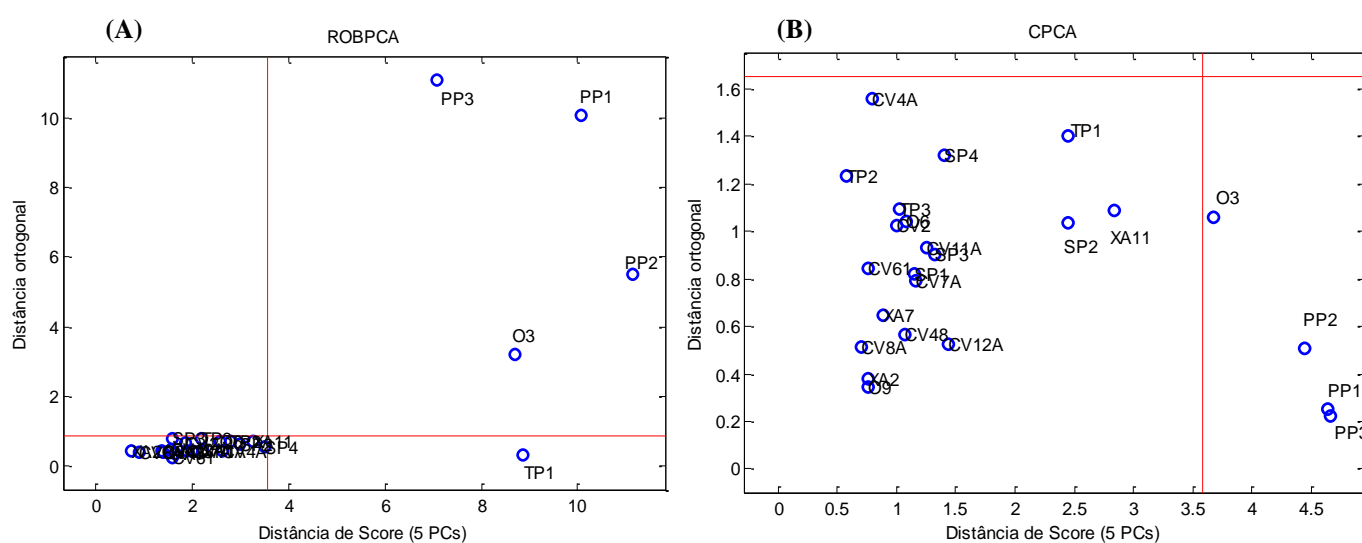 (A)
ROBPCA
Distância ortogonal
10
8
6
4
2
0
PP3
PP1
PP2
O3
TP1
SP4
CV61
XA11
0 2 4 6 8 10
Distância de Score (5 PCs)
(B)
CPCA
Distância ortogonal
1.6
1.4
1.2
1
0.8
0.6
0.4
0.2
0
CV4A
TP1
SP4
TP2
TP3
O6
CV2
O3
XA11
SP2
CV11A
SP3
CV61
SP1
CV7A
XA7
CV48
CV12A
CV8A
XA2
O9
PP2
PP1
PP3
0 0.5 1 1.5 2 2.5 3 3.5 4 4.5
Distância de Score (5 PCs)